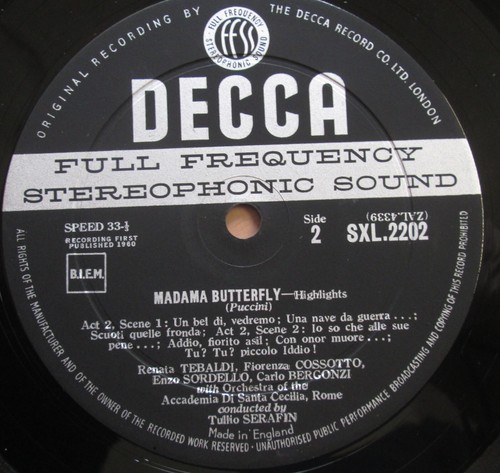 ORIGINAL RECORDING BY THE DECCA RECORD CO. LTD. LONDON
FULL FREQUENCY
ffss
STEREOPHONIC SOUND
DECCA
FULL FREQUENCY
STEREOPHONIC SOUND
SPEED 33-⅓
RECORDING FIRST
PUBLISHED 1960
B.I.E.M.
Side
2
(ZAL.4339)
SXL.2202
MADAMA BUTTERFLY—Highlights
(Puccini)
Act 2, Scene 1: Un bel di, vedremo; Una nave da guerra...;
Scuoti quelle fronda; Act 2, Scene 2: Io so che alle sue
pene...; Addio, fiorito asil; Con onor muore...;
Tu? Tu? piccolo Iddio!
Renata TEBALDI, Fiorenza COSSOTTO,
Enzo SORDELLO, Carlo BERGONZI
with Orchestra of the
Accademia Di Santa Cecilia, Rome
conducted by
Tullio SERAFIN
Made in England
ALL RIGHTS OF THE MANUFACTURER AND OF THE OWNER OF THE RECORDED WORK RESERVED - UNAUTHORISED PUBLIC PERFORMANCE BROADCASTING AND COPYING OF THIS RECORD PROHIBITED